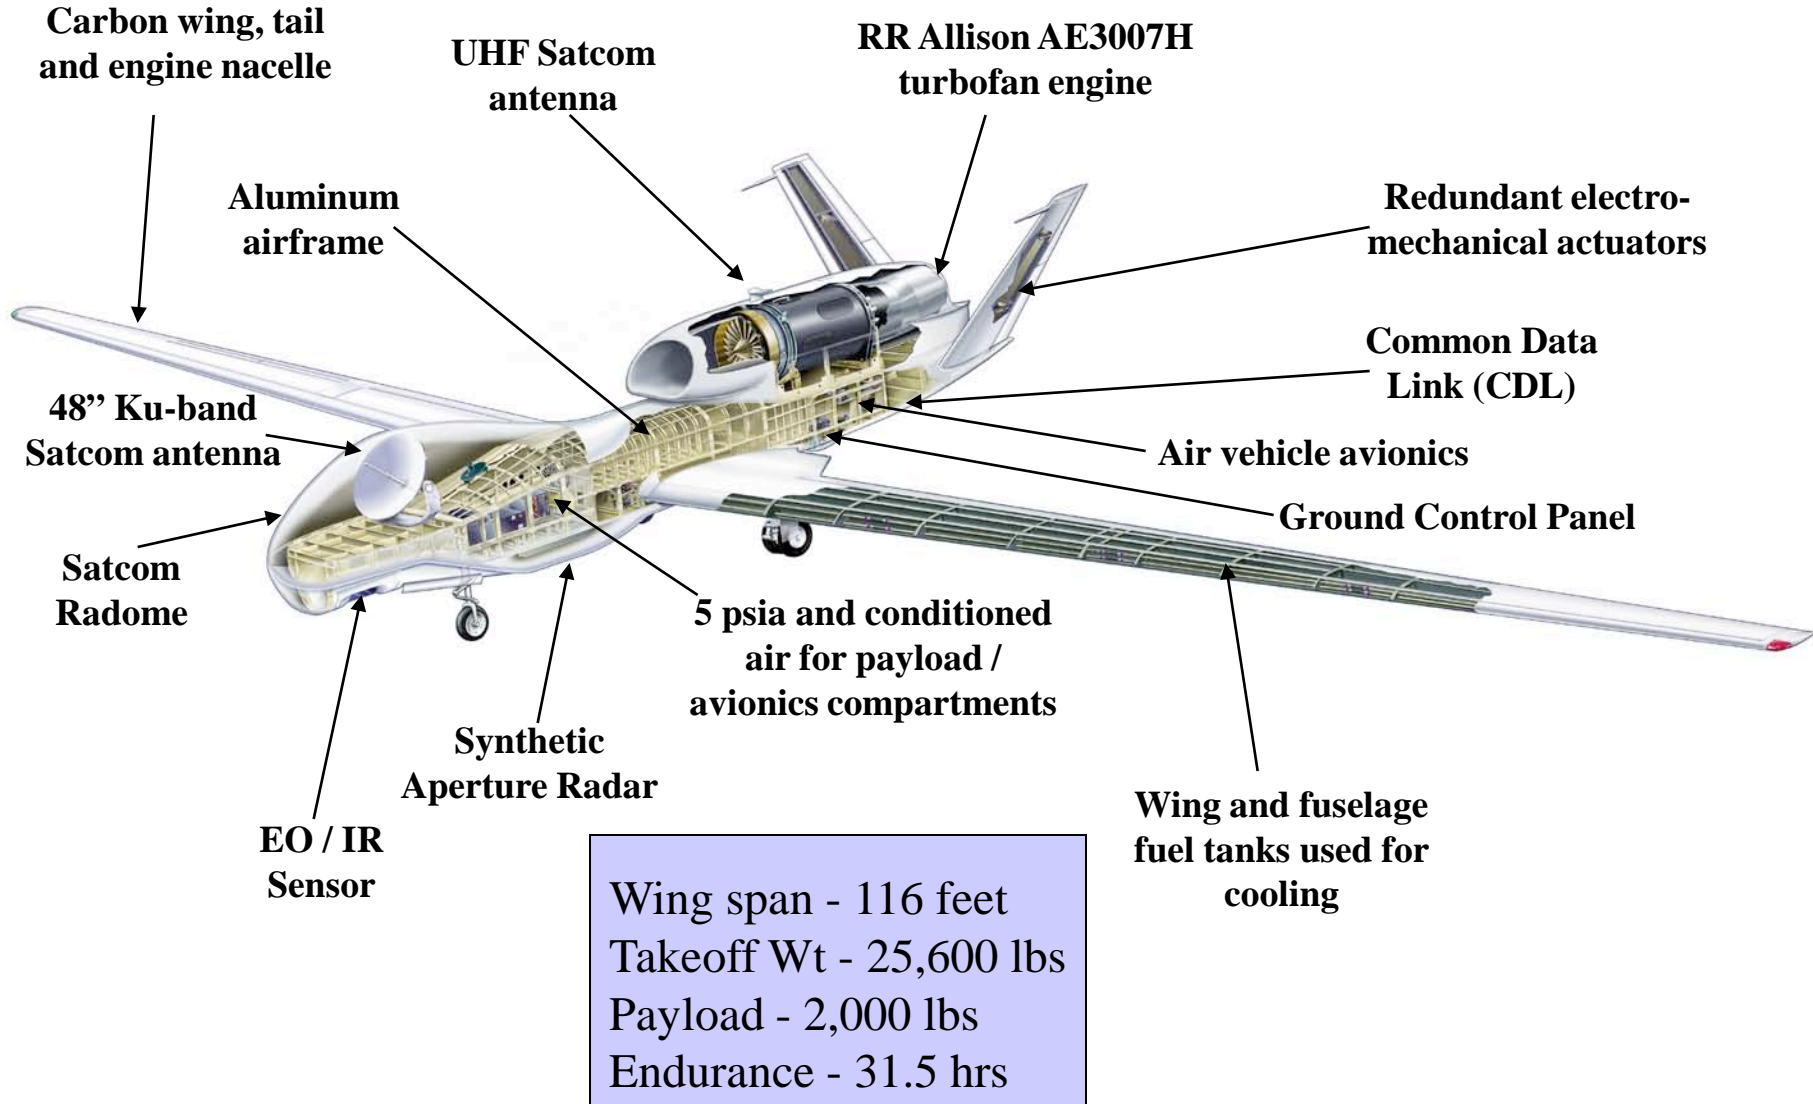 Carbon wing, tail
and engine nacelle
UHF Satcom
antenna
RR Allison AE3007H
turbofan engine
Aluminum
airframe
Redundant electro-
mechanical actuators
Common Data
Link (CDL)
48” Ku-band
Satcom antenna
Air vehicle avionics
Ground Control Panel
Satcom
Radome
5 psia and conditioned
air for payload /
avionics compartments
Synthetic
Aperture Radar
EO / IR
Sensor
Wing and fuselage
fuel tanks used for
cooling
Wing span - 116 feet
Takeoff Wt - 25,600 lbs
Payload - 2,000 lbs
Endurance - 31.5 hrs